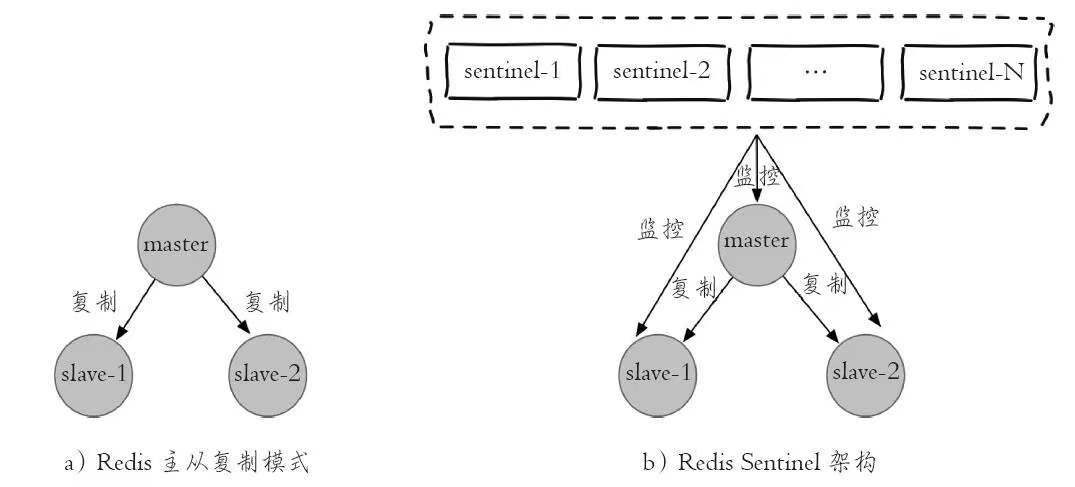 master
复制
复制
slave-1
slave-2
a）Redis 主从复制模式
sentinel-1
sentinel-2
…
sentinel-N
监控
监控
监控
master
复制
复制
slave-1
slave-2
b）Redis Sentinel 架构